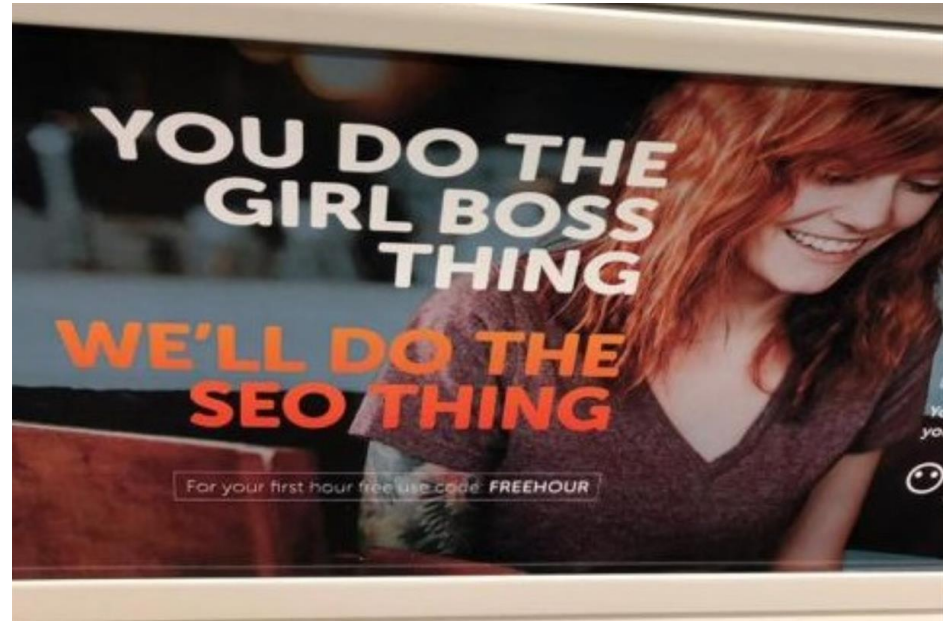 YOU DO THE
GIRL BOSS
THING
WE'LL DO THE
SEO THING
For your first hour free use code: FREEHOUR